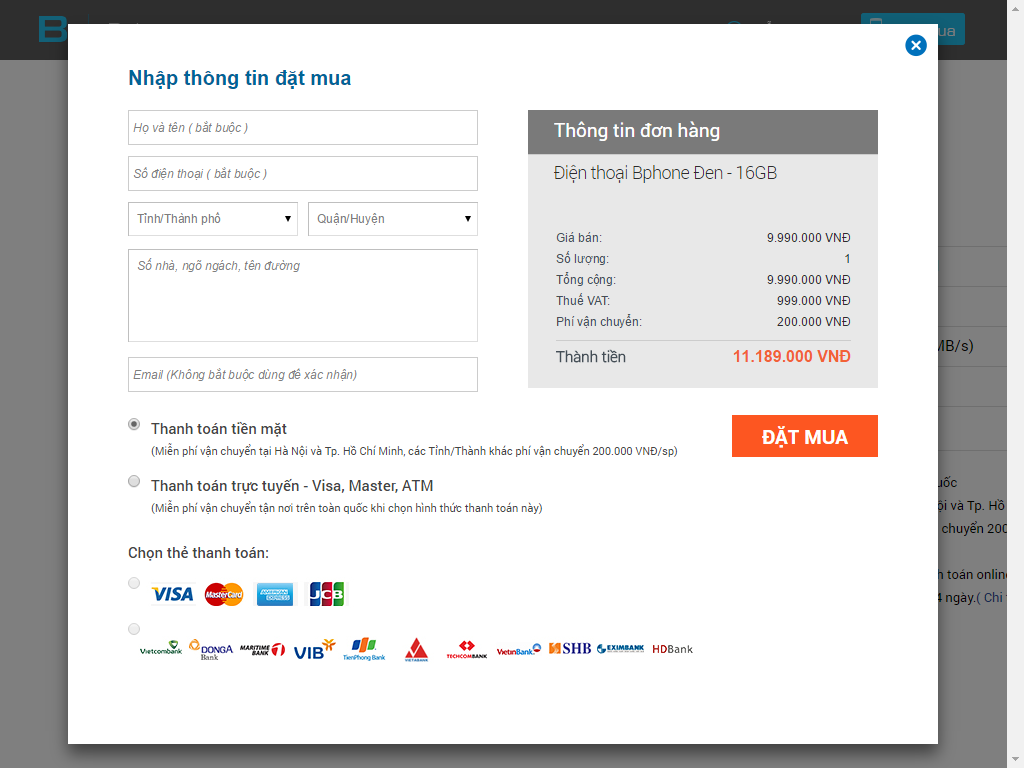 B
Nhập thông tin đặt mua
Họ và tên ( bắt buộc )
Số điện thoại ( bắt buộc )
Tỉnh/Thành phố
Quận/Huyện
Số nhà, ngõ ngách, tên đường
Email (Không bắt buộc dùng để xác nhận)
Thông tin đơn hàng
Điện thoại Bphone Đen - 16GB
Giá bán: 9.990.000 VNĐ
Số lượng: 1
Tổng cộng: 9.990.000 VNĐ
Thuế VAT: 999.000 VNĐ
Phí vận chuyển: 200.000 VNĐ
Thành tiền 11.189.000 VNĐ
Thanh toán tiền mặt
(Miễn phí vận chuyển tại Hà Nội và Tp. Hồ Chí Minh, các Tỉnh/Thành khác phí vận chuyển 200.000 VNĐ/sp)
ĐẶT MUA
Thanh toán trực tuyến - Visa, Master, ATM
(Miễn phí vận chuyển tận nơi trên toàn quốc khi chọn hình thức thanh toán này)
Chọn thẻ thanh toán:
VISA MasterCard AMERICAN EXPRESS JCB
Vietcombank DONGA Bank MARITIME BANK VIB TienPhong Bank VIETABANK TECHCOMBANK VietinBank SHB EXIMBANK HDBank
ua
MB/s)
uốc
ội và Tp. Hồ
chuyển 200
h toán online
4 ngày.( Chi